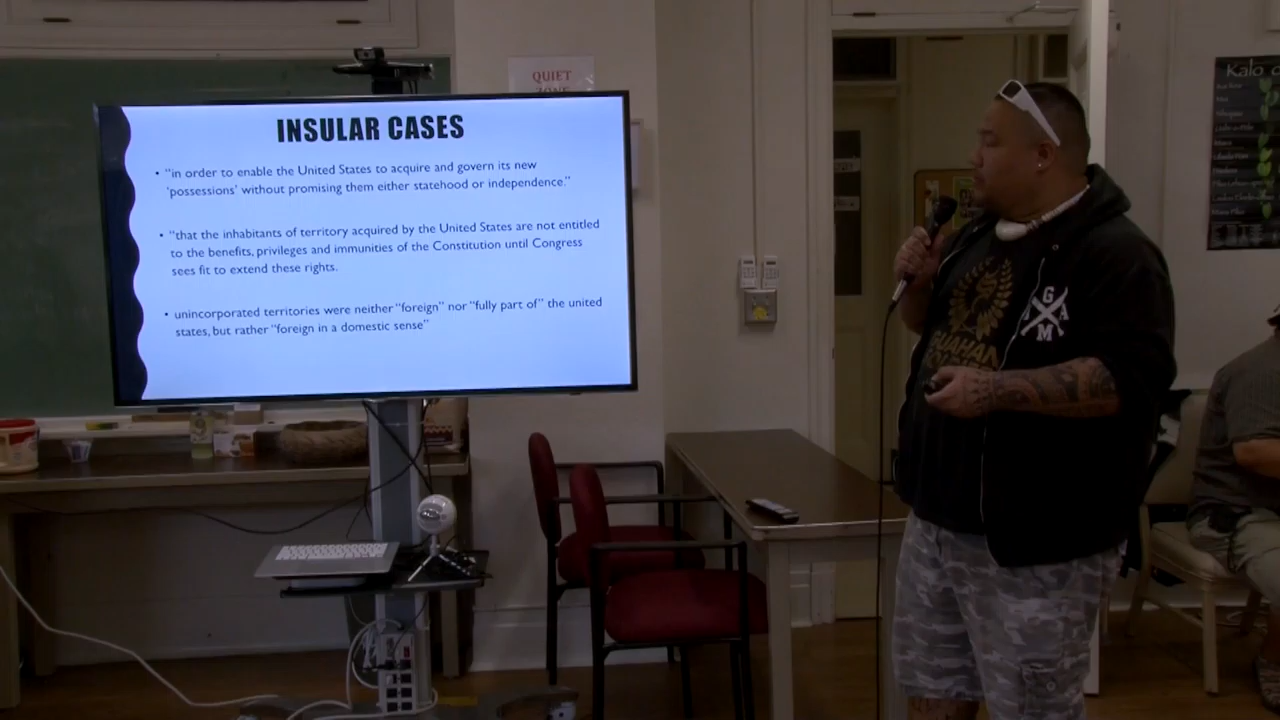 QUIET
ZONE
INSULAR CASES
• “in order to enable the United States to acquire and govern its new
‘possessions’ without promising them either statehood or independence.”
• “that the inhabitants of territory acquired by the United States are not entitled
to the benefits, privileges and immunities of the Constitution until Congress
sees fit to extend these rights.
• unincorporated territories were neither “foreign” nor “fully part of” the united
states, but rather “foreign in a domestic sense”
GUAHAN
G
A M
M
Kalo